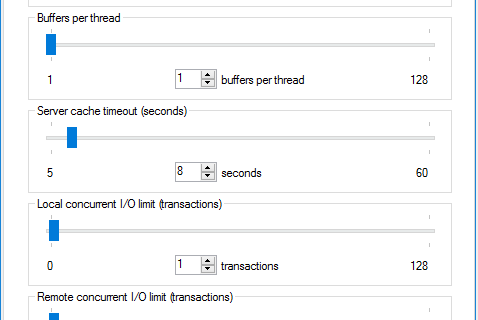 Buffers per thread
1 1 buffers per thread 128
Server cache timeout (seconds)
5 8 seconds 60
Local concurrent I/O limit (transactions)
0 1 transactions 128
Remote concurrent I/O limit (transactions)